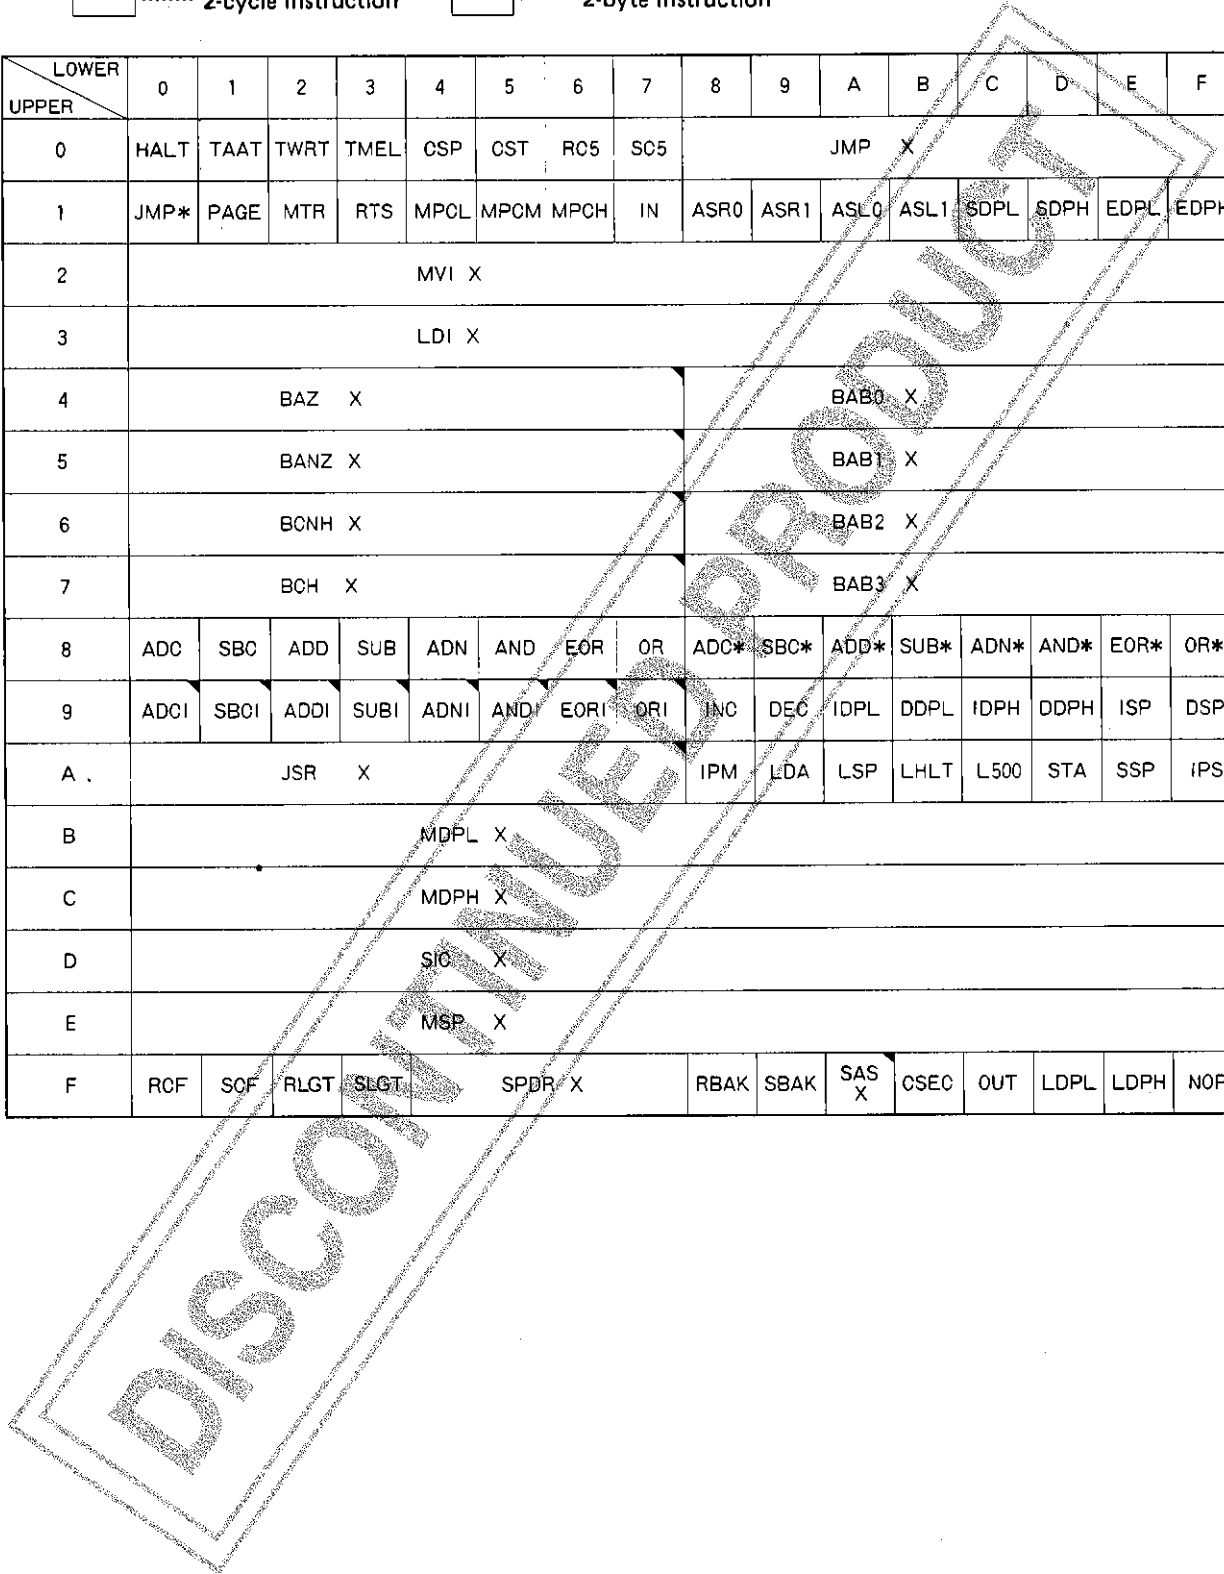 2-cycle instruction 2-byte instruction
LOWER
UPPER 0 1 2 3 4 5 6 7 8 9 A B C D E F
0 HALT TAAT TWRT TMEL CSP CST RC5 SC5 JMP X
1 JMP* PAGE MTR RTS MPCL MPCM MPCH IN ASR0 ASR1 ASL0 ASL1 SDPL SDPH EDPL EDPH
2 MVI X
3 LDI X
4 BAZ X BAB0 X
5 BANZ X BAB1 X
6 BCNH X BAB2 X
7 BCH X BAB3 X
8 ADC SBC ADD SUB ADN AND EOR OR ADC* SBC* ADD* SUB* ADN* AND* EOR* OR*
9 ADCI SBCI ADDI SUBI ADNI ANDI EORI ORI INC DEC IDPL DDPL IDPH DDPH ISP DSP
A . JSR X IPM LDA LSP LHLT L500 STA SSP IPS
B MDPL X
C MDPH X
D SIC X
E MSP X
F RCF SCF RLGT SLGT SPDR X RBAK SBAK SAS X CSEC OUT LDPL LDPH NOP
DISCONTINUED PRODUCT